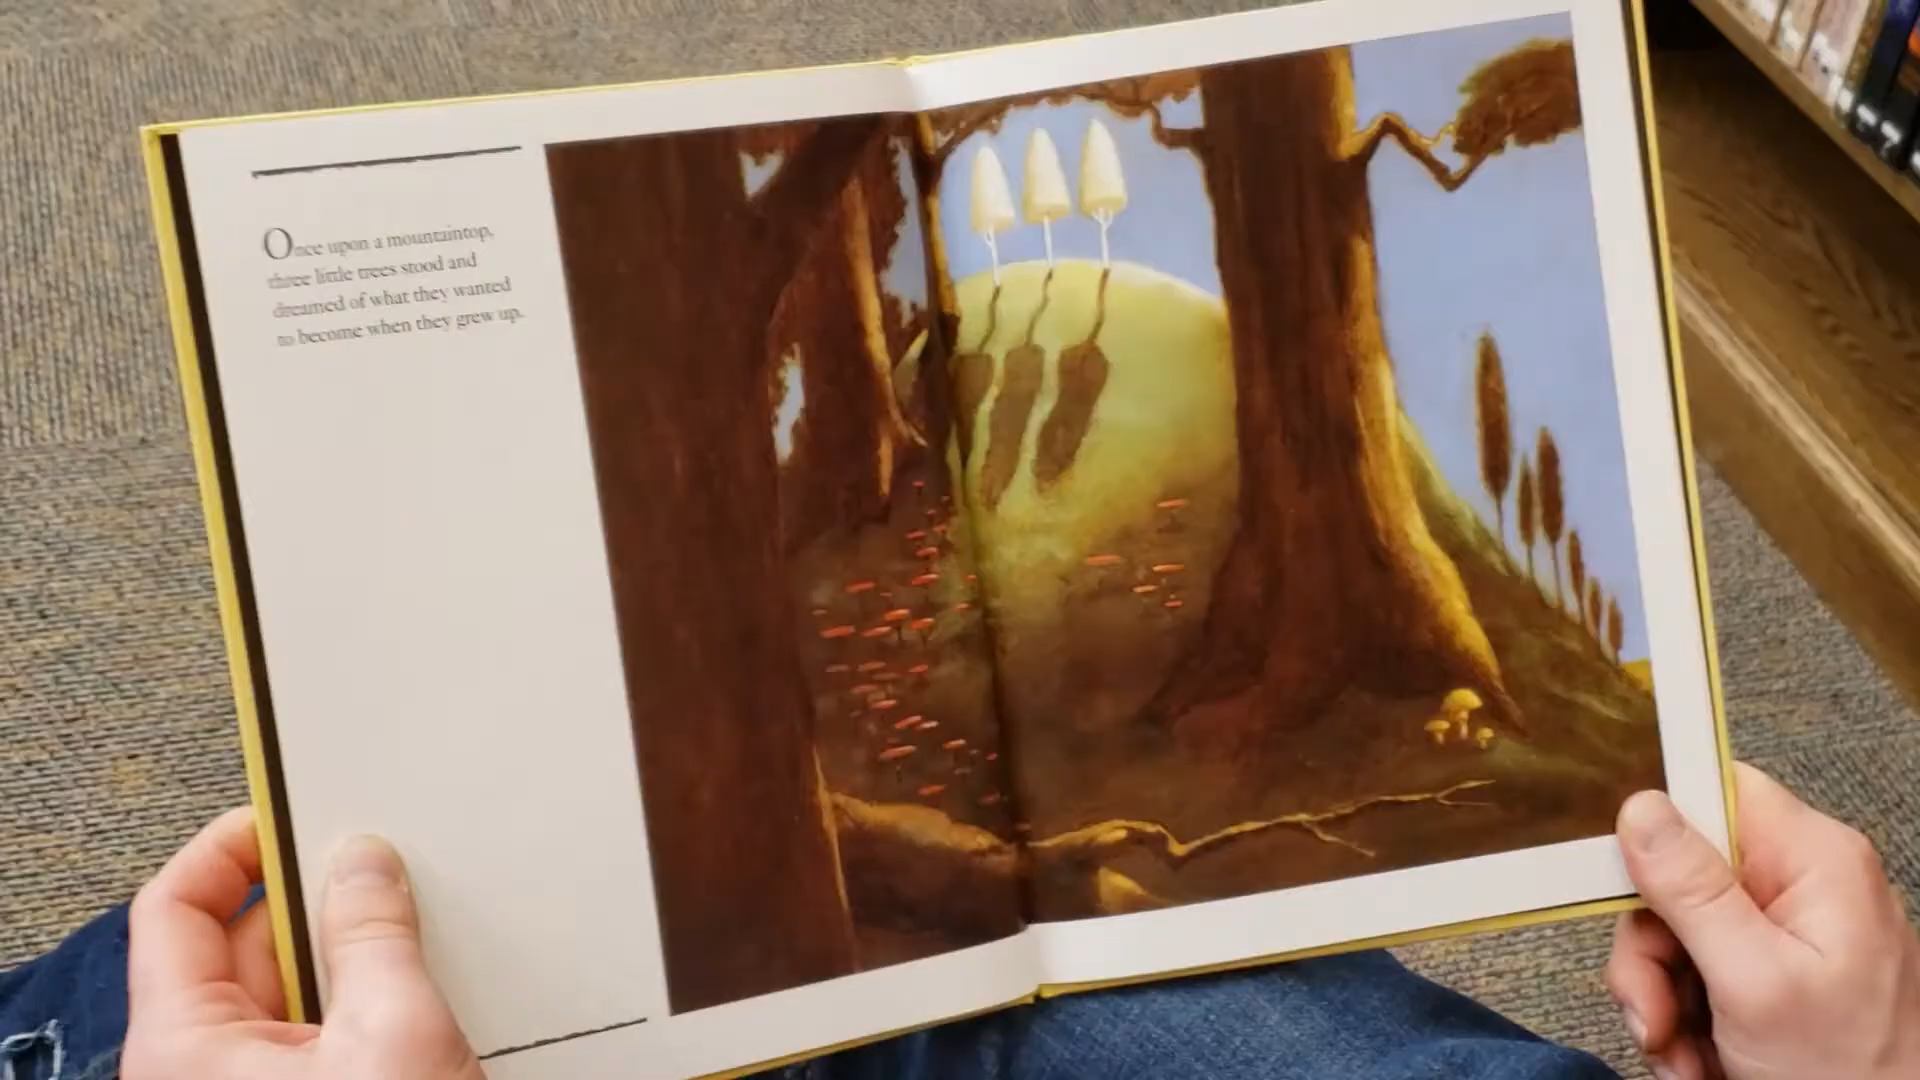 Once upon a mountaintop,
three little trees stood and
dreamed of what they wanted
to become when they grew up.